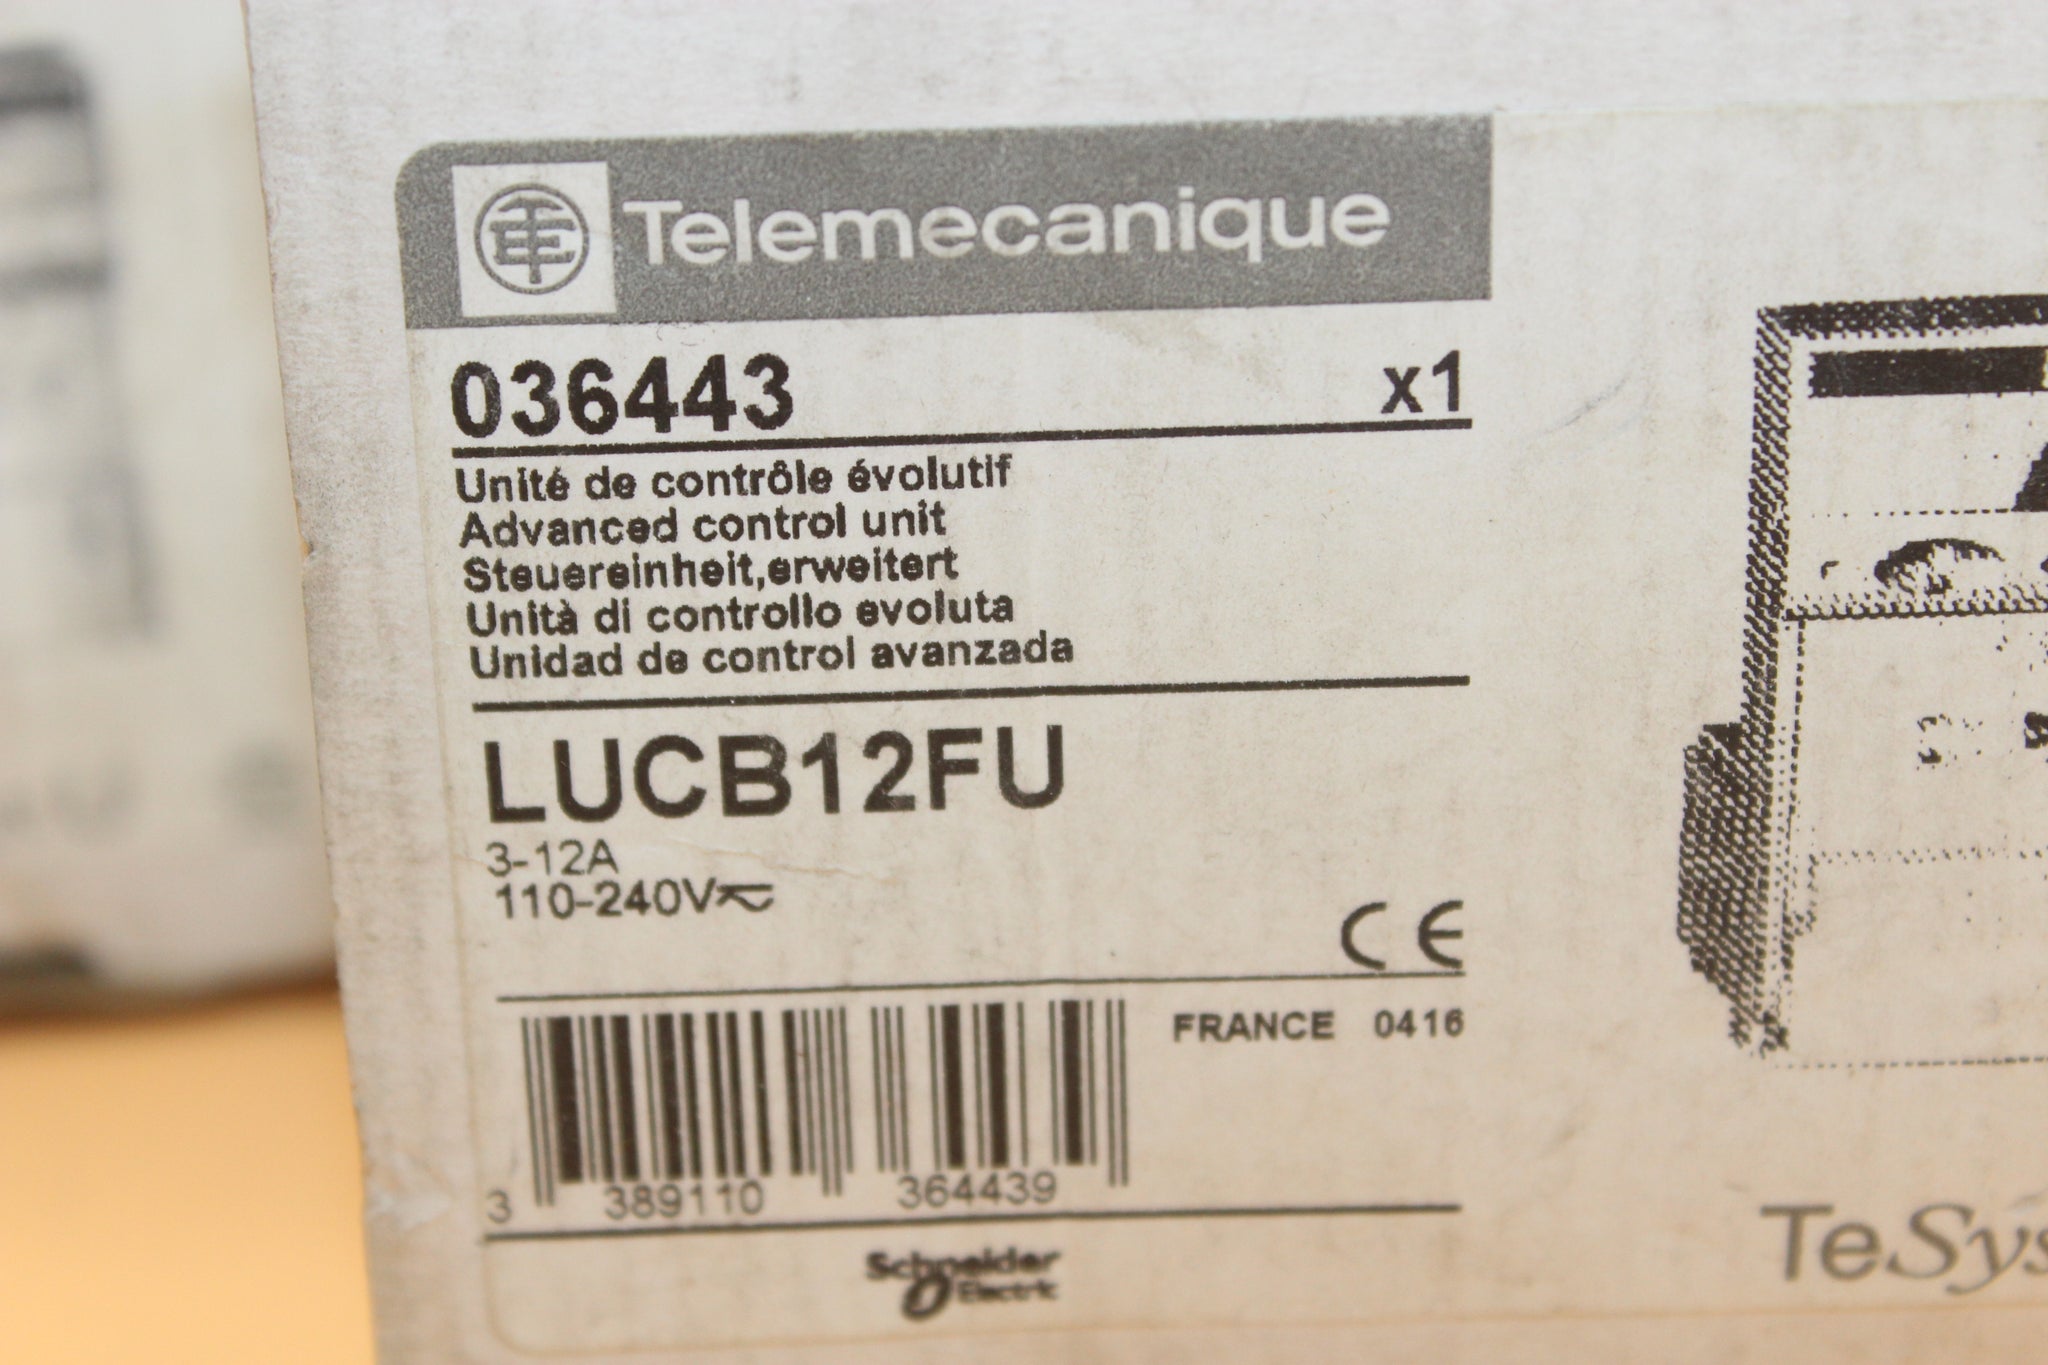 Telemecanique
036443 x1
Unité de contrôle évolutif
Advanced control unit
Steuereinheit,erweitert
Unità di controllo evoluta
Unidad de control avanzada
LUCB12FU
3-12A
110-240V
CE
FRANCE 0416
3 389110 364439
Schneider
Electric
TeSys